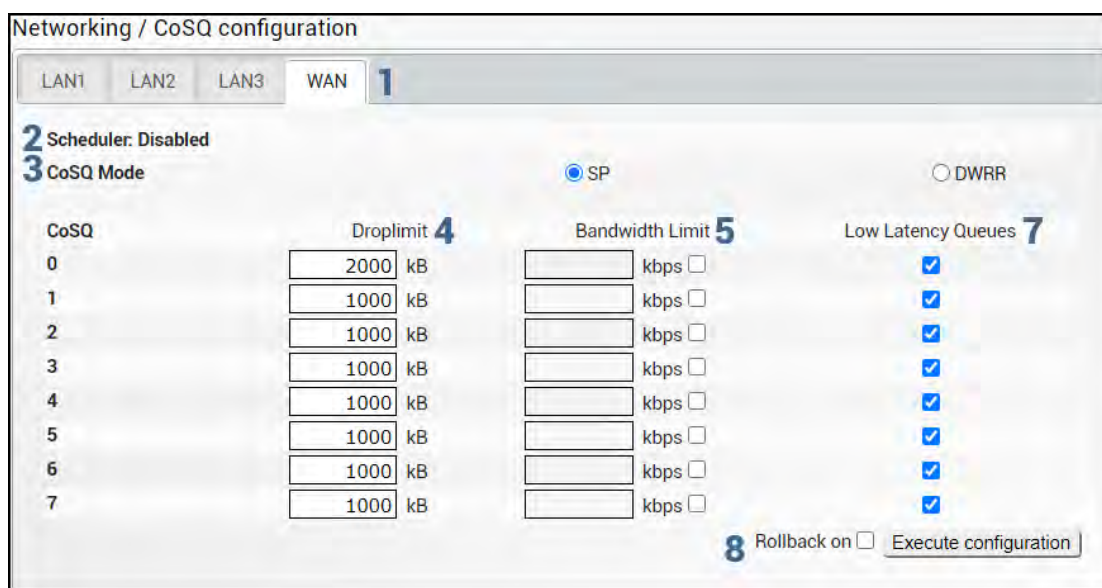 Networking / CoSQ configuration
LAN1 LAN2 LAN3 WAN 1
2 Scheduler: Disabled
3 CoSQ Mode SP DWRR
CoSQ Droplimit 4 Bandwidth Limit 5 Low Latency Queues 7
0 2000 kB kbps
1 1000 kB kbps
2 1000 kB kbps
3 1000 kB kbps
4 1000 kB kbps
5 1000 kB kbps
6 1000 kB kbps
7 1000 kB kbps
8 Rollback on Execute configuration